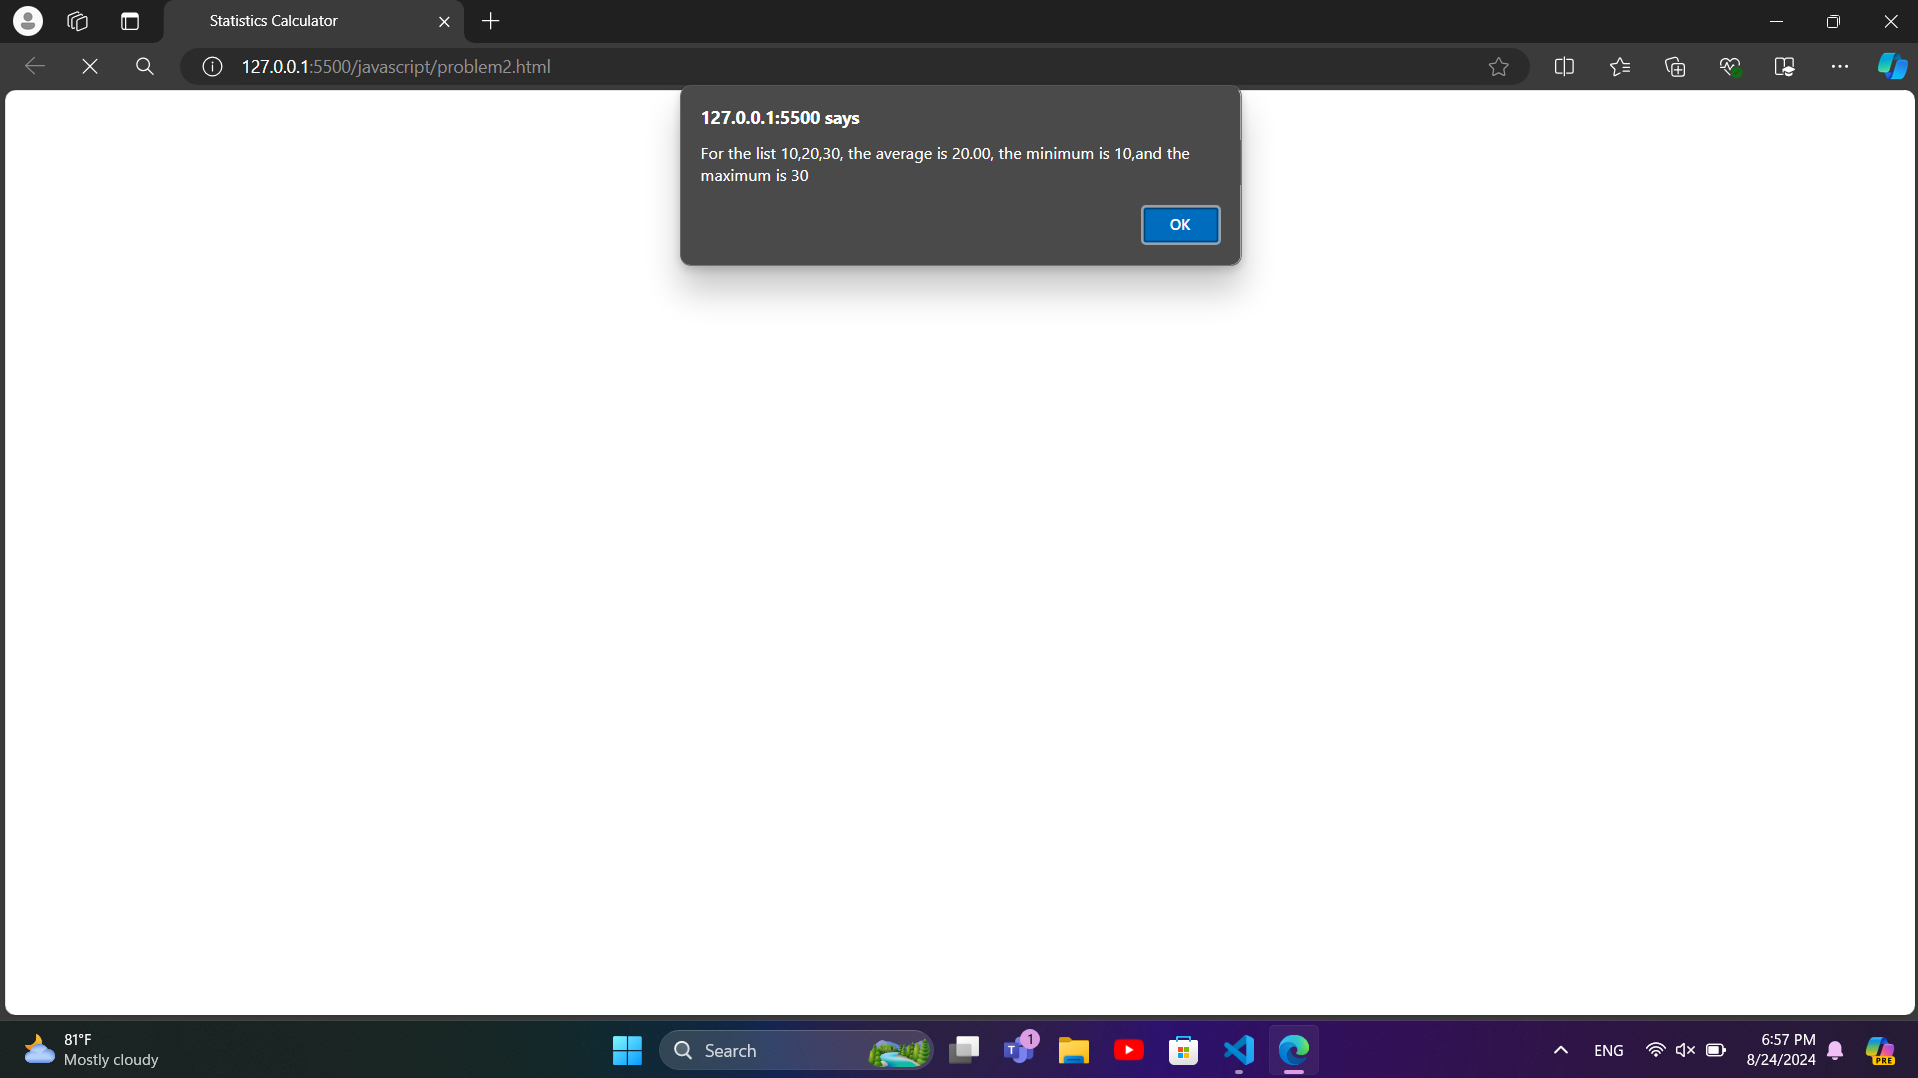 Statistics Calculator
127.0.0.1:5500/javascript/problem2.html
127.0.0.1:5500 says
For the list 10,20,30, the average is 20.00, the minimum is 10,and the
maximum is 30
OK
81°F
Mostly cloudy
Search
1
ENG
6:57 PM
8/24/2024
PRE